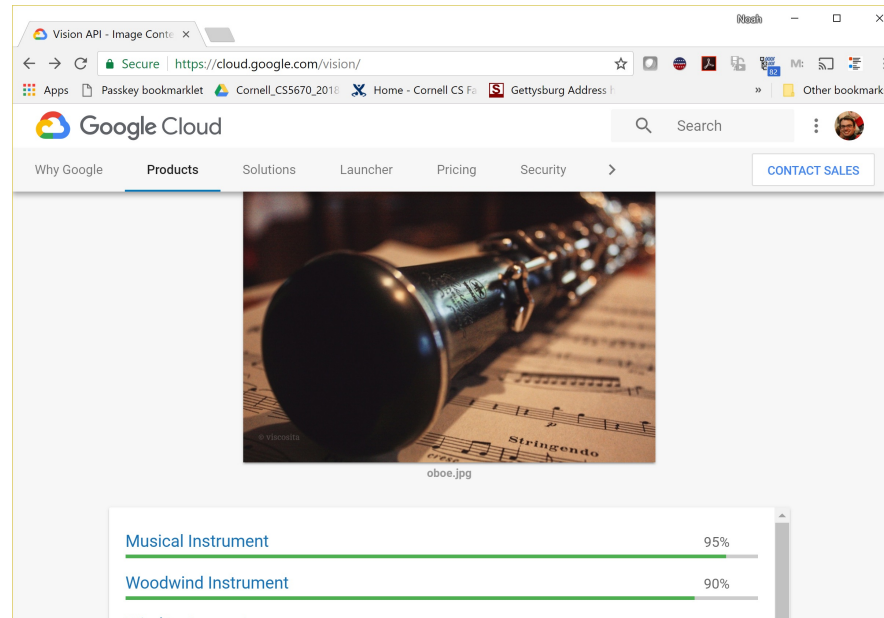 Noah
Vision API - Image Conte
Secure https://cloud.google.com/vision/
82
M:
Apps Passkey bookmarklet Cornell_CS5670_2018 Home - Cornell CS Fa S Gettysburg Address h » Other bookmark
Google Cloud Search
Why Google Products Solutions Launcher Pricing Security CONTACT SALES
p
© viscosita
Stringendo
cresc
oboe.jpg
Musical Instrument 95%
Woodwind Instrument 90%